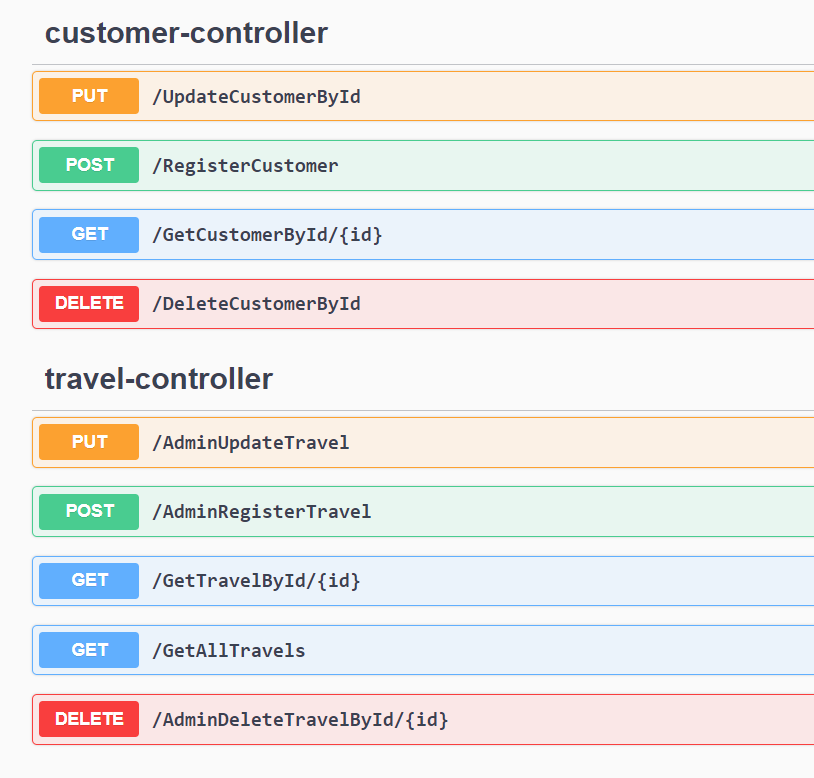 customer-controller
PUT /UpdateCustomerById
POST /RegisterCustomer
GET /GetCustomerById/{id}
DELETE /DeleteCustomerById
travel-controller
PUT /AdminUpdateTravel
POST /AdminRegisterTravel
GET /GetTravelById/{id}
GET /GetAllTravels
DELETE /AdminDeleteTravelById/{id}